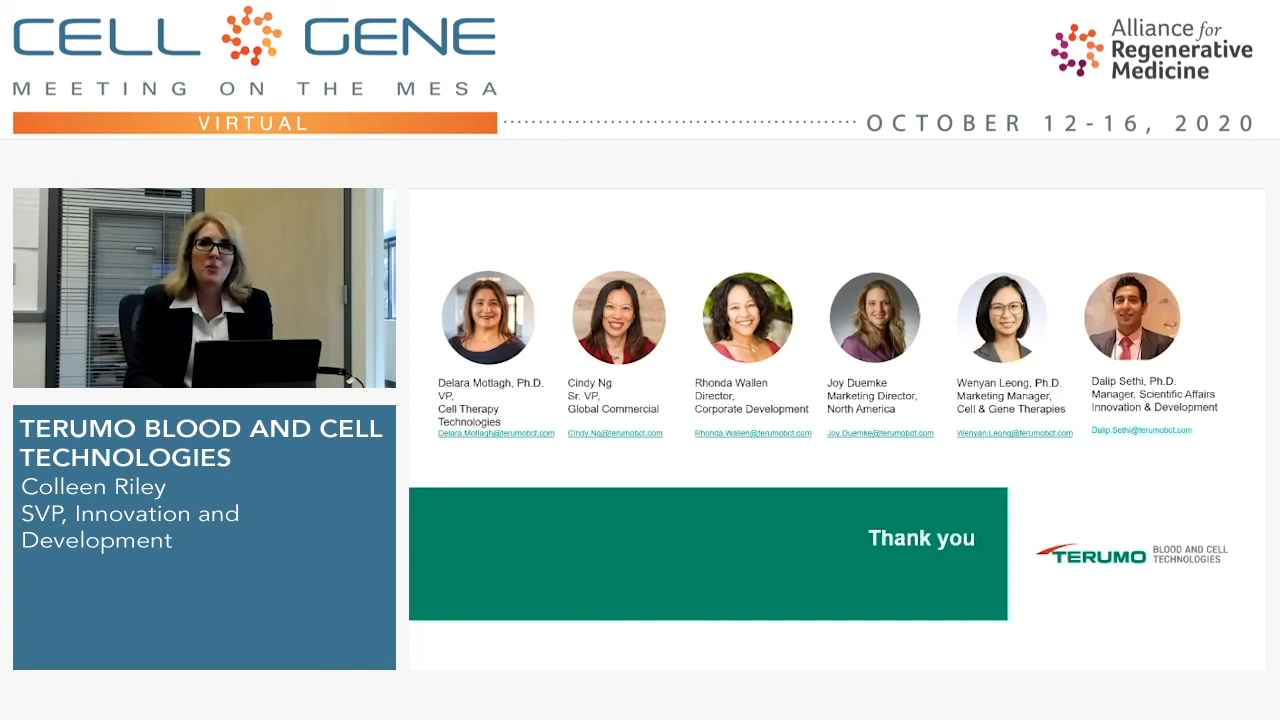 CELL GENE
MEETING ON THE MESA
VIRTUAL
Alliance for
Regenerative
Medicine
OCTOBER 12-16, 2020
TERUMO BLOOD AND CELL
TECHNOLOGIES
Colleen Riley
SVP, Innovation and
Development
Delara Motlagh, Ph.D.
VP,
Cell Therapy
Technologies
Delara.Motlagh@terumobct.com
Cindy Ng
Sr. VP,
Global Commercial
Cindy.Ng@terumobct.com
Rhonda Wallen
Director,
Corporate Development
Rhonda.Wallen@terumobct.com
Joy Duemke
Marketing Director,
North America
Joy.Duemke@terumobct.com
Wenyan Leong, Ph.D.
Marketing Manager,
Cell & Gene Therapies
Wenyan.Leong@terumobct.com
Dalip Sethi, Ph.D.
Manager, Scientific Affairs
Innovation & Development
Dalip.Sethi@terumobct.com
Thank you
TERUMO BLOOD AND CELL
TECHNOLOGIES